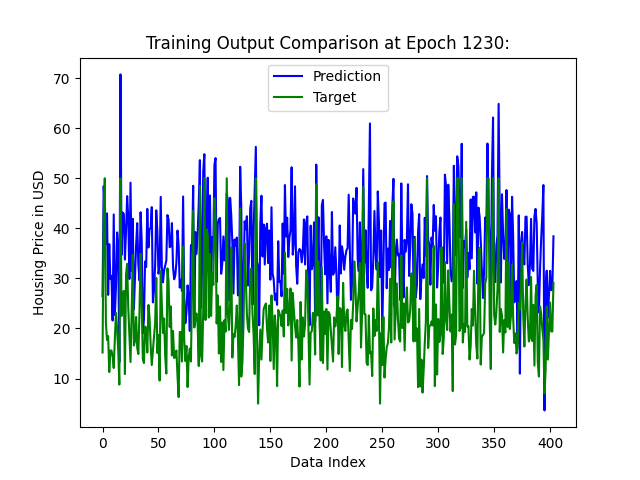 Training Output Comparison at Epoch 1230:
Prediction
Target
Housing Price in USD
70
60
50
40
30
20
10
0 50 100 150 200 250 300 350 400
Data Index